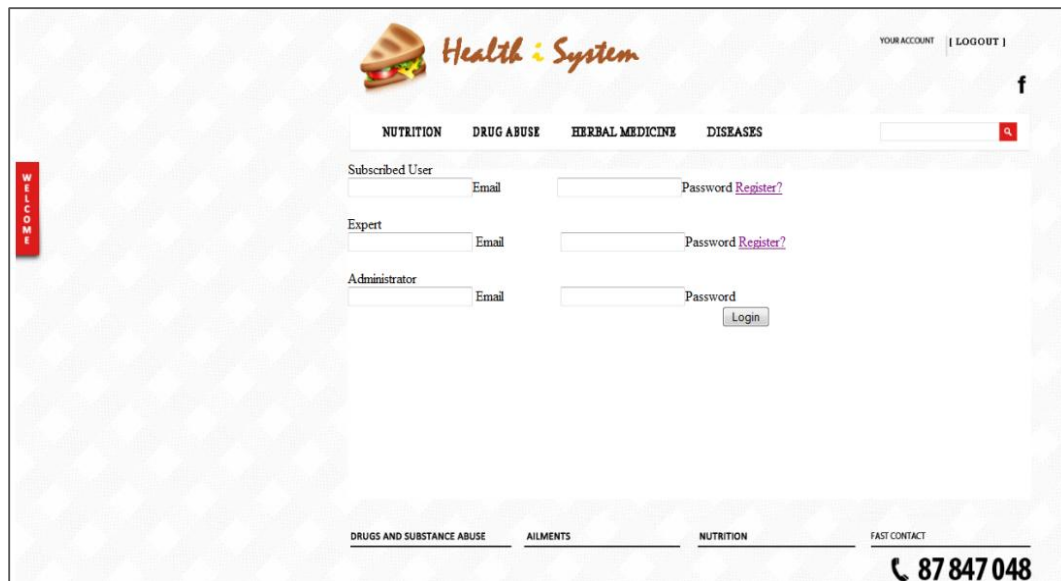 Health i System
YOUR ACCOUNT [ LOGOUT ]
f
NUTRITION DRUG ABUSE HERBAL MEDICINE DISEASES
WELCOME
Subscribed User
Email Password Register?
Expert
Email Password Register?
Administrator
Email Password
Login
DRUGS AND SUBSTANCE ABUSE AILMENTS NUTRITION FAST CONTACT
87 847 048